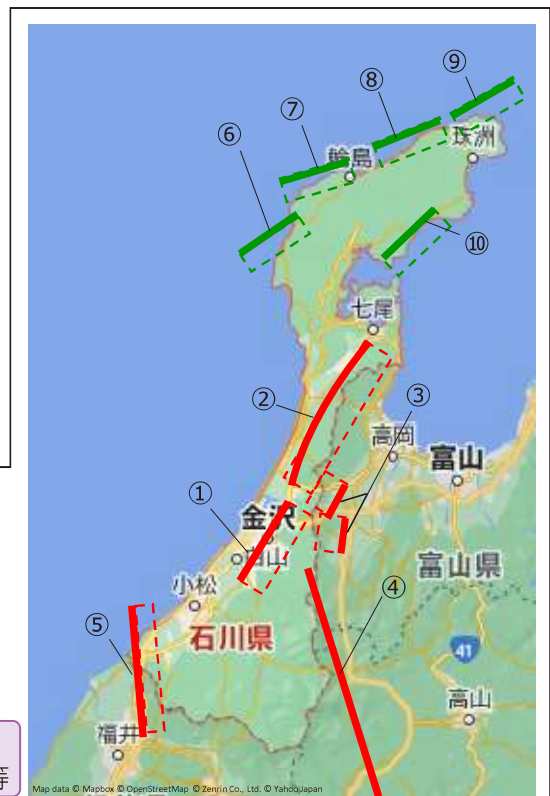 ⑨
⑧
珠洲
⑦
輪島
⑥
⑩
七尾
③
②
高岡
富山
①
金沢
白山
富山県
小松
④
⑤
石川県
41
高山
福井
等
Map data © Mapbox © OpenStreetMap © Zenrin Co., Ltd. © Yahoo Japan